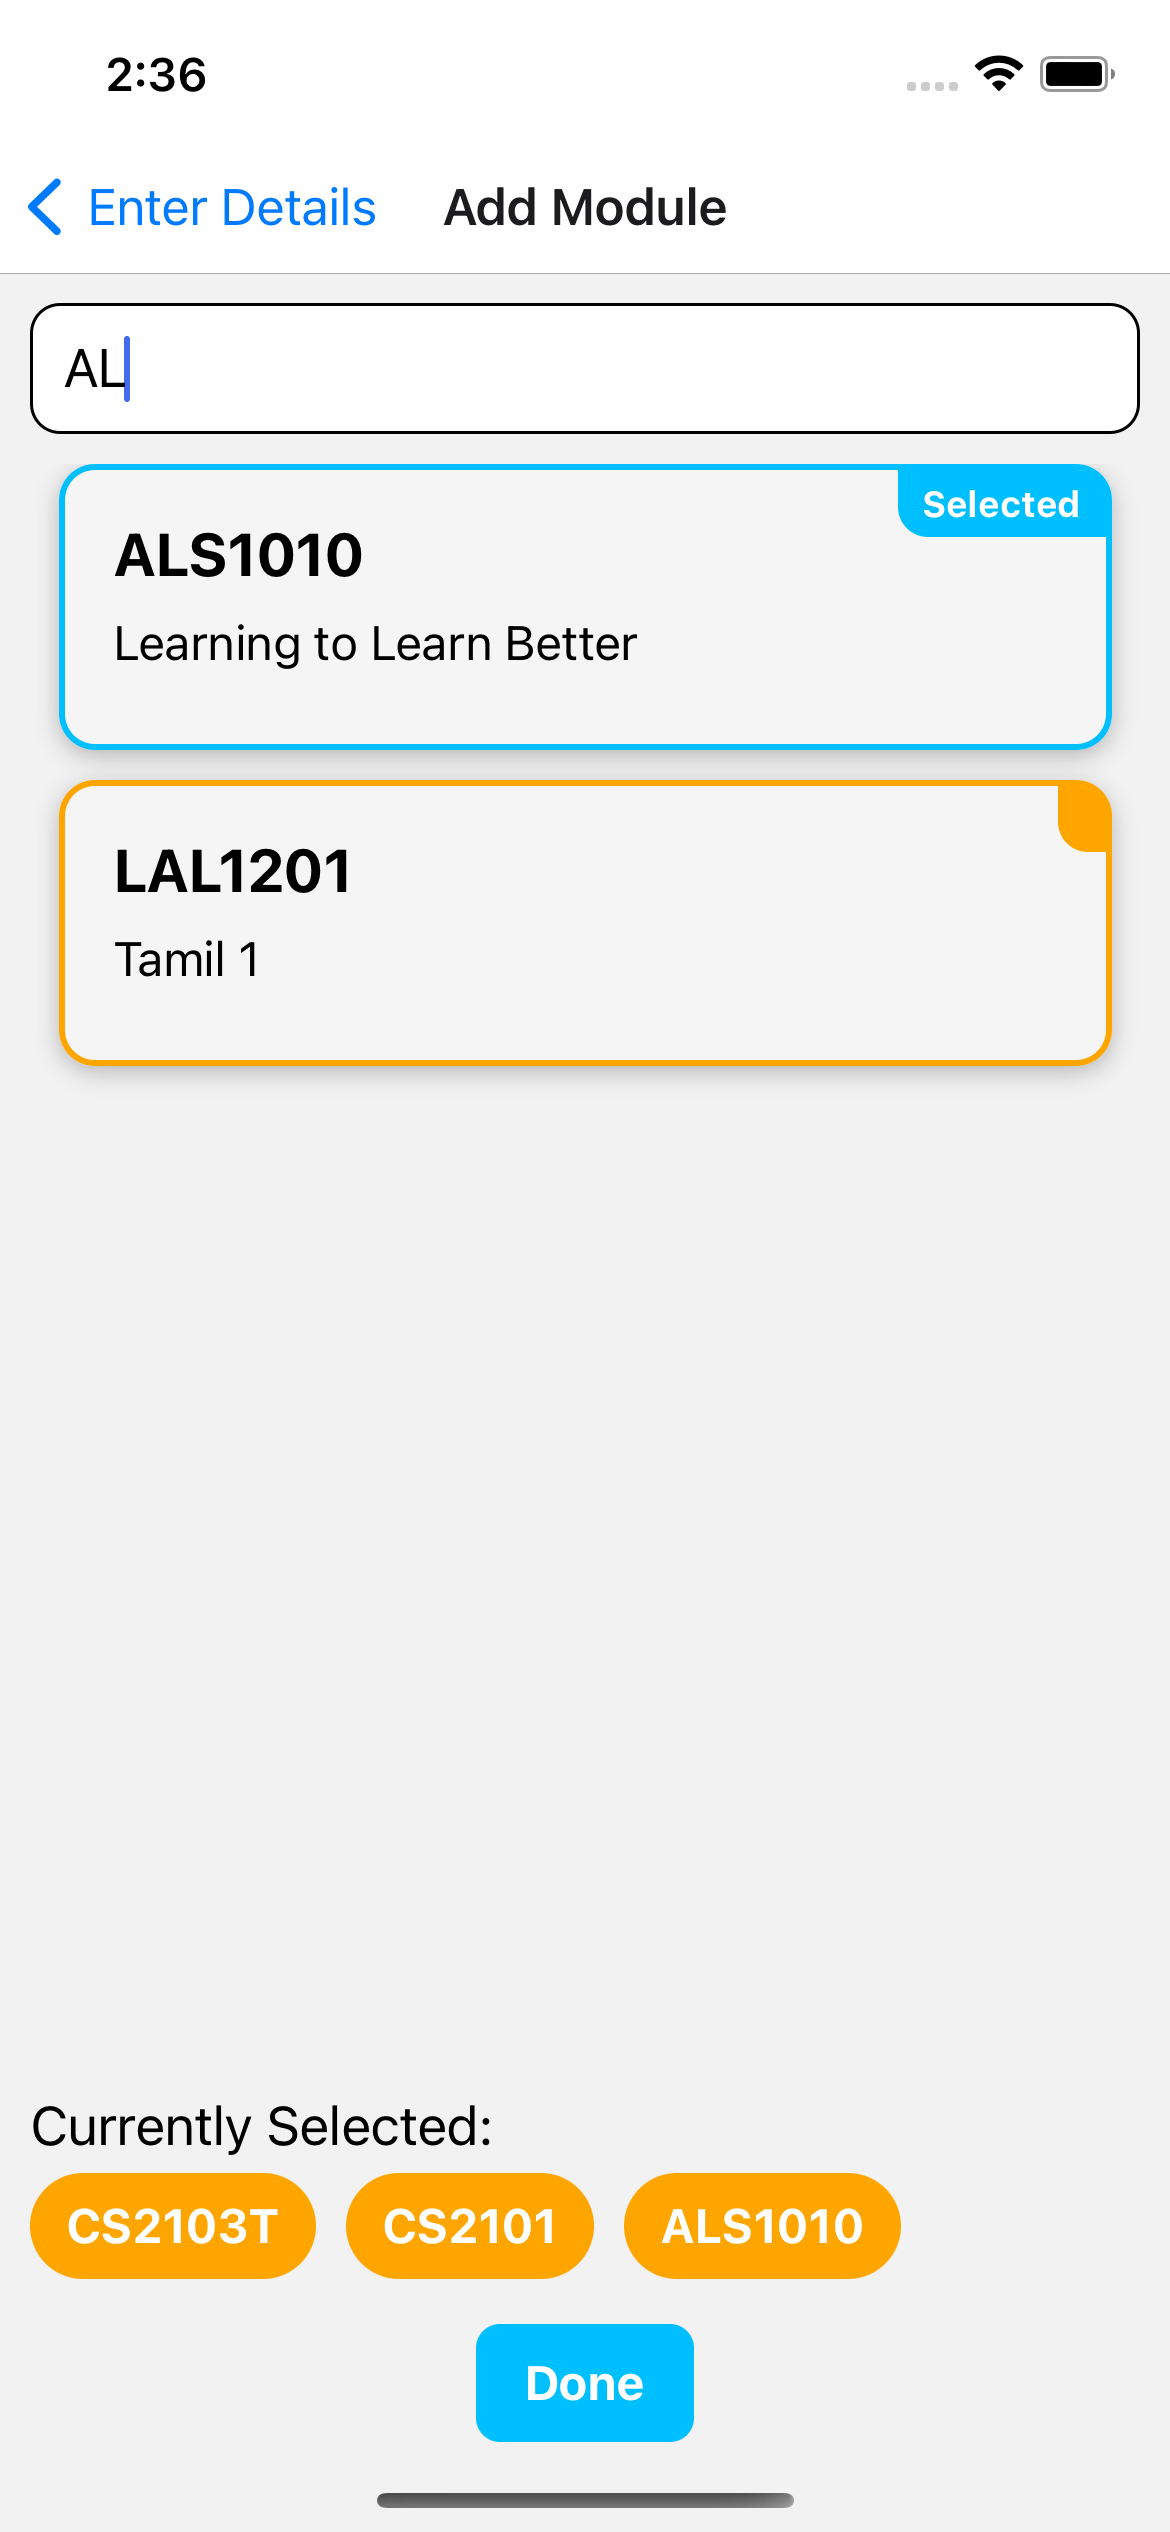 2:36
Enter Details Add Module
AL
Selected
ALS1010
Learning to Learn Better
LAL1201
Tamil 1
Currently Selected:
CS2103T CS2101 ALS1010
Done